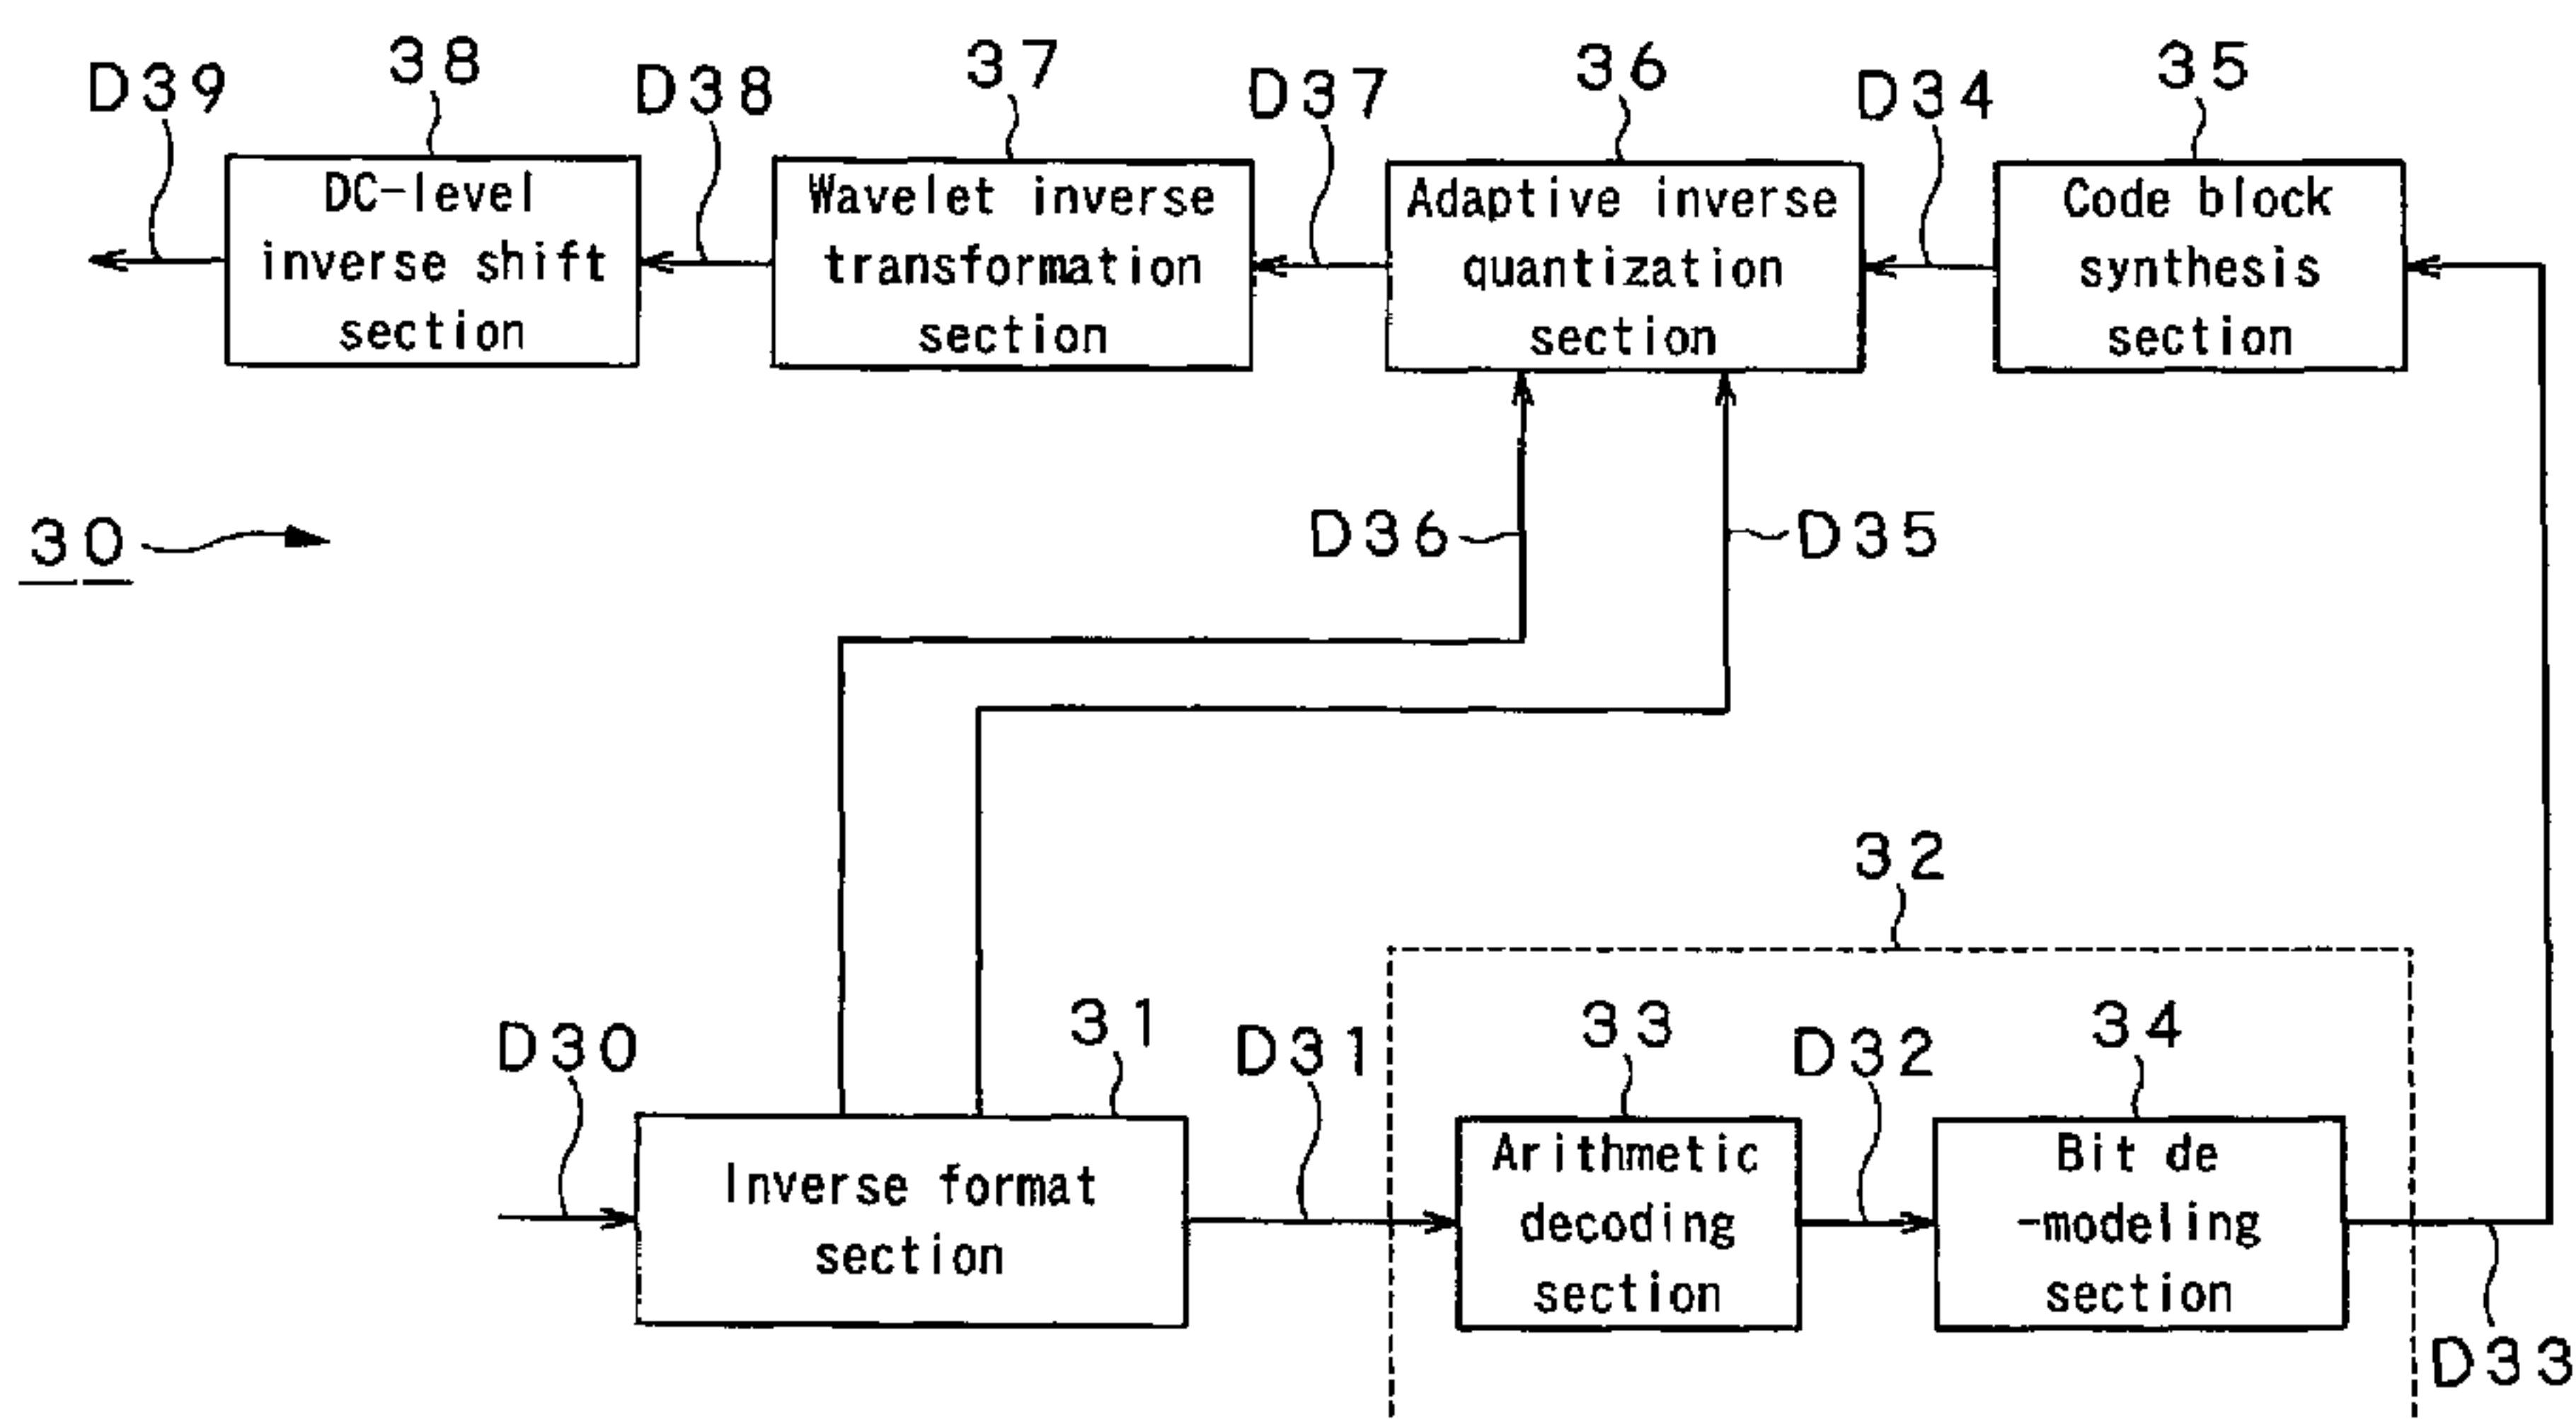 D39
38
D38
37
D37
36
D34
35
DC-level
inverse shift
section
Wavelet inverse
transformation
section
Adaptive inverse
quantization
section
Code block
synthesis
section
30
D36
D35
32
D30
31
D31
33
D32
34
Inverse format
section
Arithmetic
decoding
section
Bit de
-modeling
section
D33